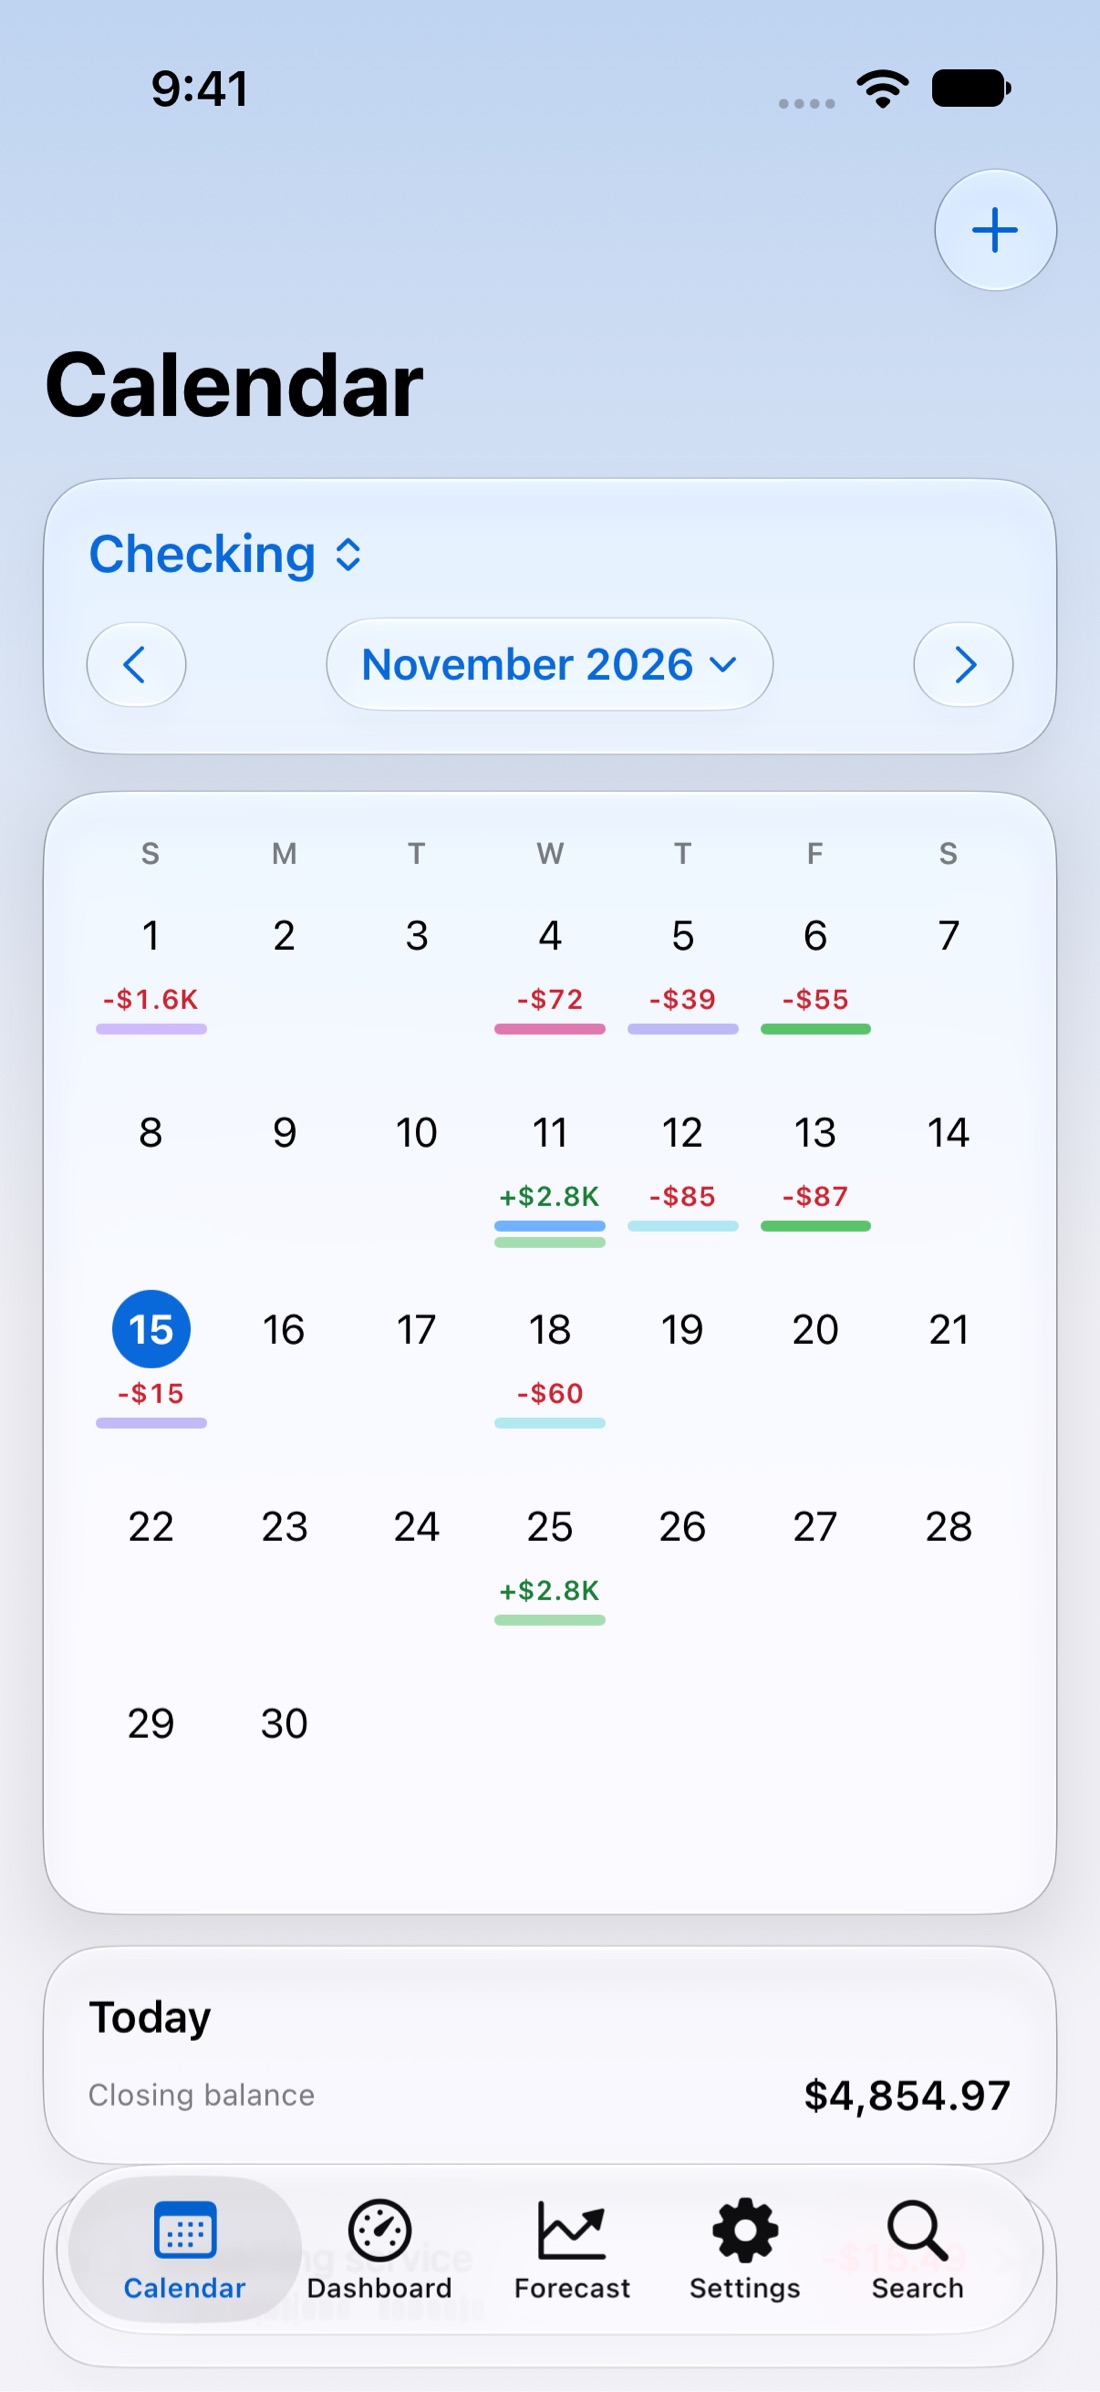 9:41
Calendar
Checking
November 2026
S M T W T F S
1 2 3 4 5 6 7
-$1.6K -$72 -$39 -$55
8 9 10 11 12 13 14
+$2.8K -$85 -$87
15 16 17 18 19 20 21
-$15 -$60
22 23 24 25 26 27 28
+$2.8K
29 30
Today
Closing balance $4,854.97
Calendar Dashboard Forecast Settings Search